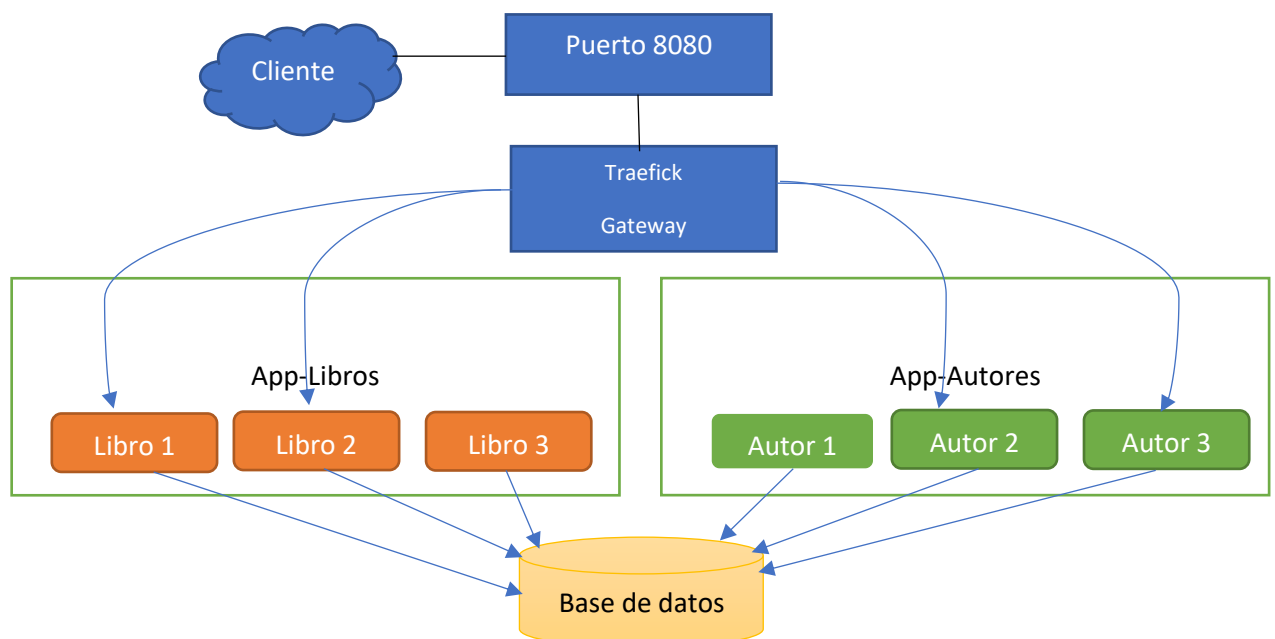 Cliente
Puerto 8080
Traefick
Gateway
App-Libros
Libro 1
Libro 2
Libro 3
App-Autores
Autor 1
Autor 2
Autor 3
Base de datos